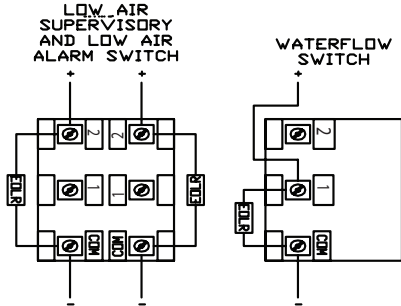 LOW AIR
SUPERVISORY
AND LOW AIR
ALARM SWITCH
WATERFLOW
SWITCH
+ +
+
2 2
2
EOLR
1 1
EOLR
1
EOLR
COM COM
COM
- -
-